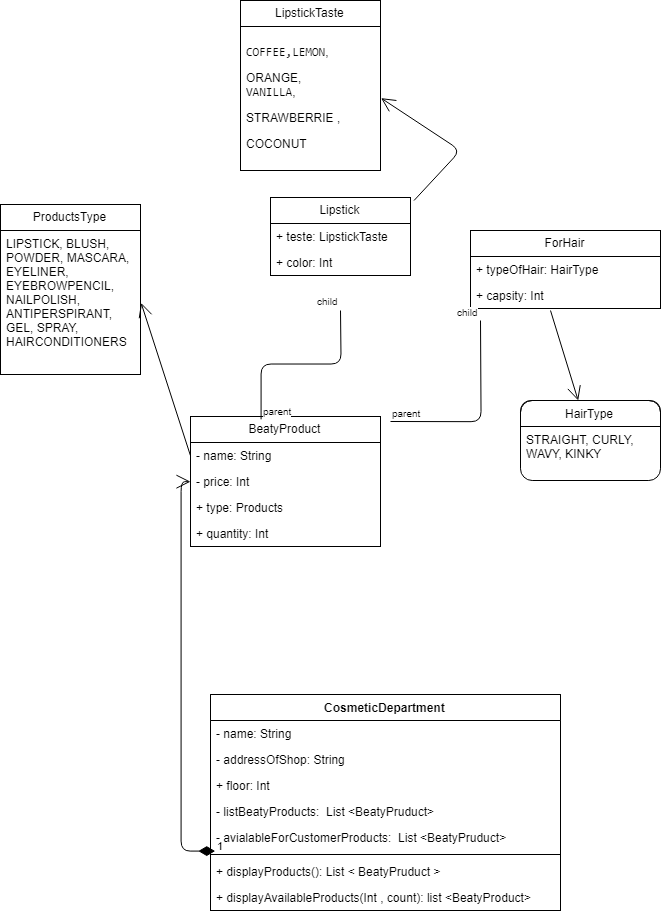 LipstickTaste
COFFEE,LEMON,
ORANGE,
VANILLA,
STRAWBERRIE ,
COCONUT
ProductsType
LIPSTICK, BLUSH,
POWDER, MASCARA,
EYELINER,
EYEBROWPENCIL,
NAILPOLISH,
ANTIPERSPIRANT,
GEL, SPRAY,
HAIRCONDITIONERS
Lipstick
+ teste: LipstickTaste
+ color: Int
child
ForHair
+ typeOfHair: HairType
+ capsity: Int
child
HairType
STRAIGHT, CURLY,
WAVY, KINKY
parent
parent
BeatyProduct
- name: String
- price: Int
+ type: Products
+ quantity: Int
CosmeticDepartment
- name: String
- addressOfShop: String
+ floor: Int
- listBeatyProducts:  List <BeatyPruduct>
- avialableForCustomerProducts:  List <BeatyPruduct>
1
+ displayProducts(): List < BeatyPruduct >
+ displayAvailableProducts(Int , count): list <BeatyProduct>